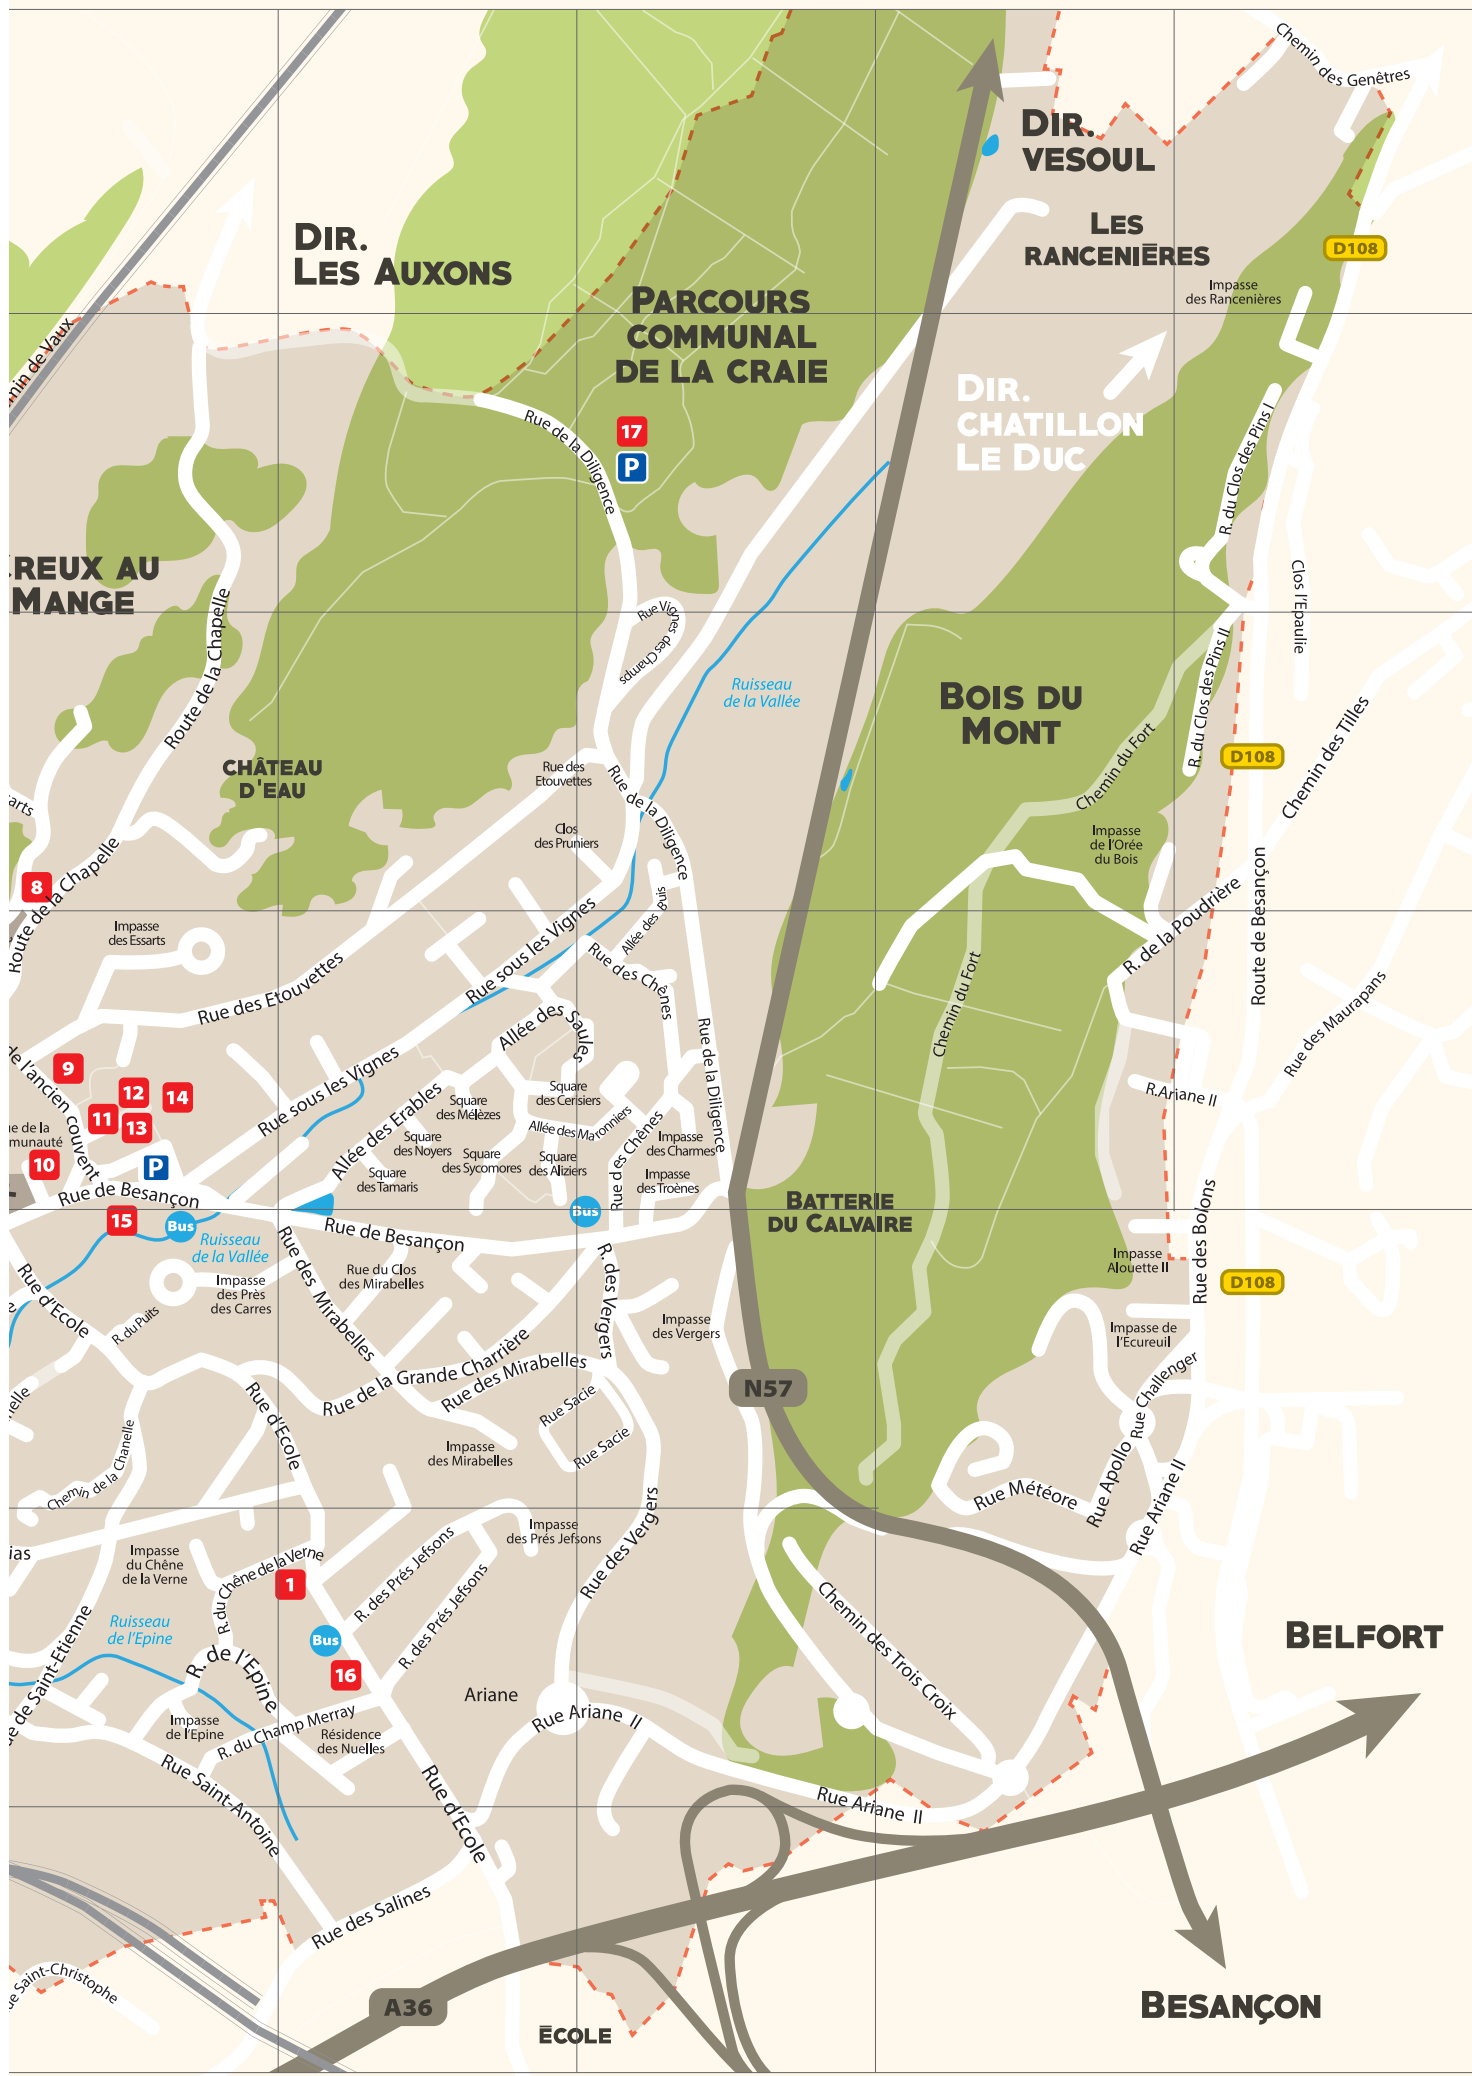 Chemin des Genêtres
DIR.
VESOUL
DIR.
LES AUXONS
LES
RANCENIÈRES
D108
Impasse
des Rancenières
PARCOURS
COMMUNAL
DE LA CRAIE
DIR.
CHATILLON
LE DUC
17
P
Rue de la Diligence
R. du Clos des Pins I
Clos l'Epaulie
Rue Vignes des Champs
Route de la Chapelle
MANGE
R. du Clos des Pins II
Ruisseau
de la Vallée
BOIS DU
MONT
Chemin du Fort
D108
Chemin des Tilles
CHÂTEAU
D'EAU
Rue des
Etouvettes
Rue de la Diligence
Clos
des Pruniers
Impasse
de l'Orée
du Bois
Route de la Chapelle
8
Allée des Buis
R. de la Poudrière
Route de Besançon
Impasse
des Essarts
Rue des Etouvettes
Rue sous les Vignes
Rue des Chênes
Chemin du Fort
Rue des Maurapans
Allée des Saules
Rue de la Diligence
9
12
14
11
13
10
P
Rue sous les Vignes
Allée des Erables
Square
des Mélèzes
Square
des Cerisiers
Allée des Maronniers
Square
des Noyers
Square
des Sycomores
Square
des Aliziers
Square
des Tamaris
Impasse
des Charmes
Impasse
des Troènes
R.Ariane II
Rue de Besançon
15
Bus
Ruisseau
de la Vallée
Rue de Besançon
Bus
BATTERIE
DU CALVAIRE
Rue des Bolons
Impasse
Alouette II
D108
Rue d'Ecole
R. du Puits
Impasse
des Près
des Carres
Rue des Mirabelles
Rue du Clos
des Mirabelles
R. des Vergers
Impasse
des Vergers
Impasse de
l'Ecureuil
Rue Challenger
Rue de la Grande Charrière
Rue des Mirabelles
N57
Rue Sacie
Rue Sacie
Rue d'Ecole
Chemin de la Chanelle
Impasse
des Mirabelles
Rue Météore
Rue Apollo
Rue Ariane II
Impasse
des Prés Jefsons
Impasse
du Chêne
de la Verne
R. du Chêne de la Verne
1
R. des Prés Jefsons
R. des Prés Jefsons
Rue des Vergers
Ruisseau
de l'Epine
Bus
16
R. de l'Epine
Chemin des Trois Croix
BELFORT
Ariane
Rue Ariane II
Impasse
de l'Epine
R. du Champ Merray
Résidence
des Nuelles
Rue Saint-Antoine
Rue d'Ecole
Rue Ariane II
Rue des Salines
A36
ÉCOLE
BESANÇON